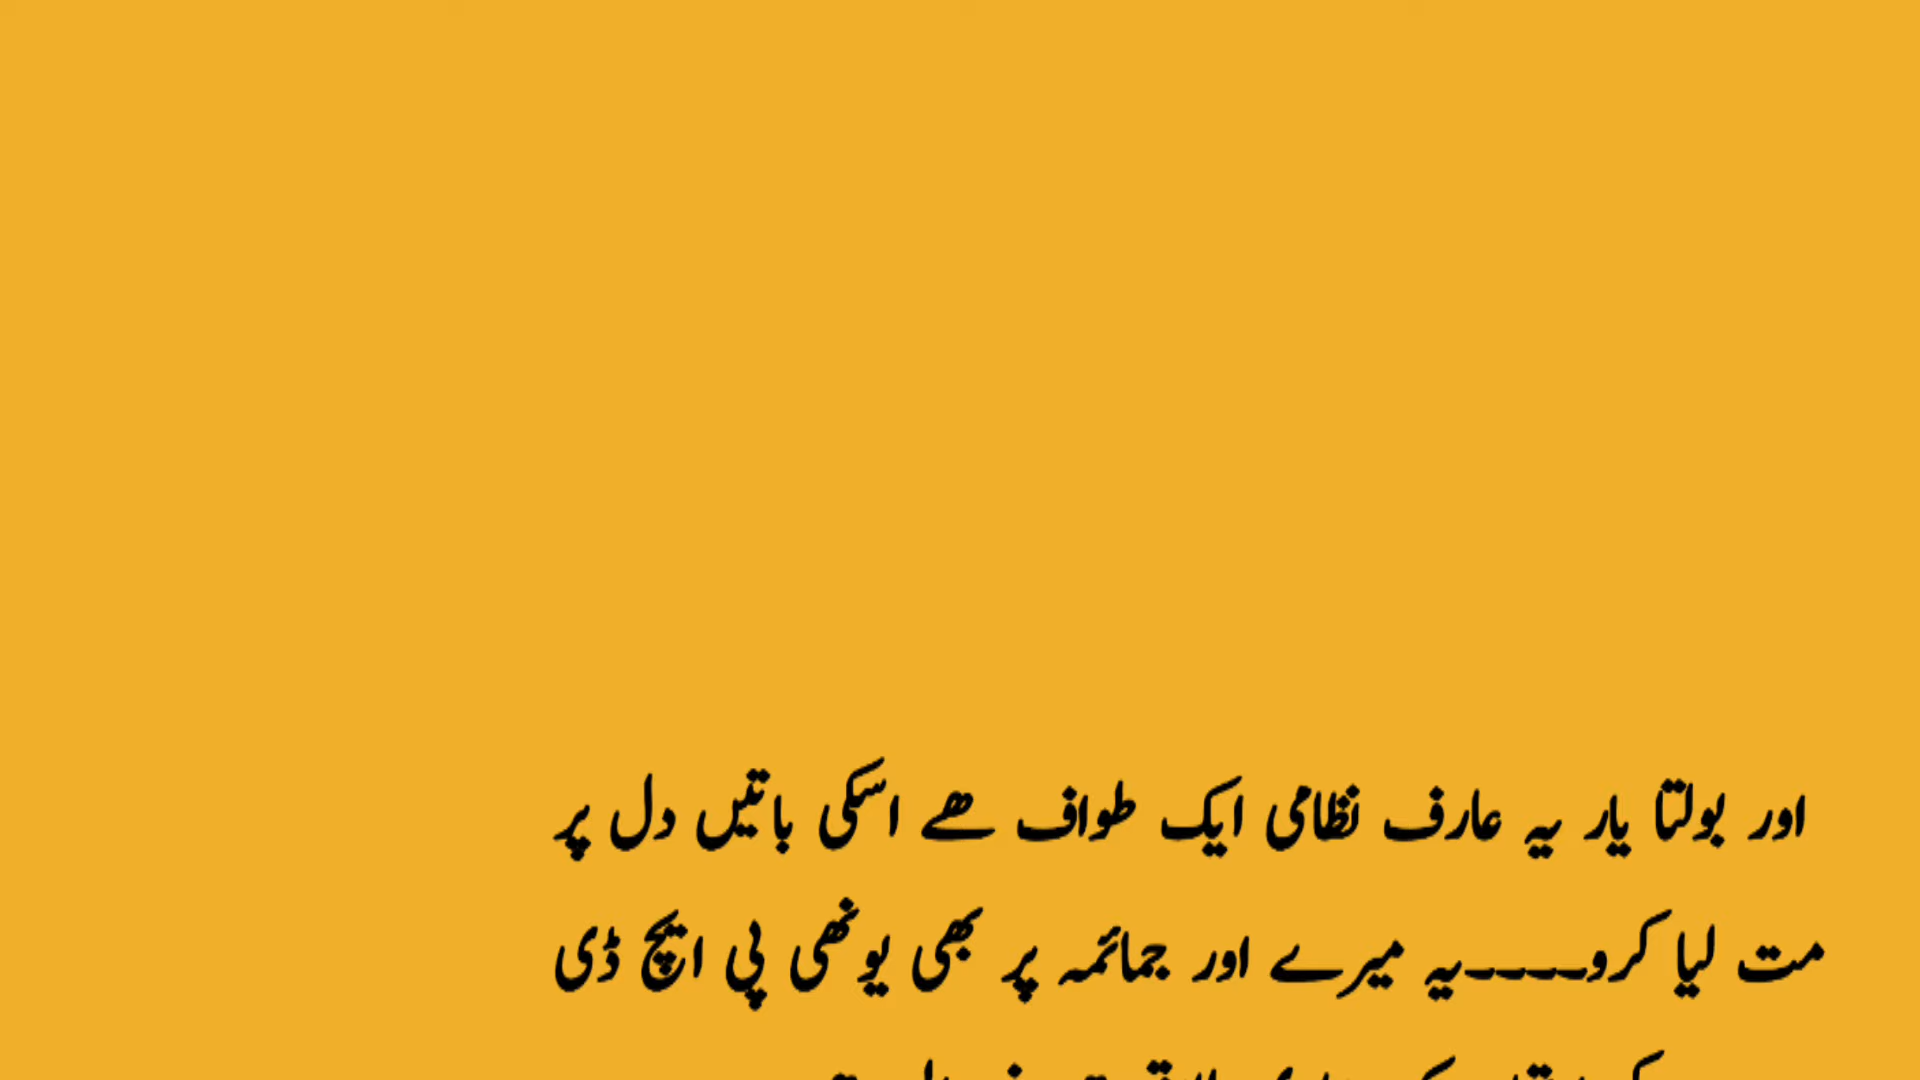 اور بولتا یار یہ عارف نظامی ایک طواف ھے اسکی باتیں دل پر
مت لیا کرو۔۔۔۔یہ میرے اور جمائمہ پر بھی یونھی پی ایچ ڈی